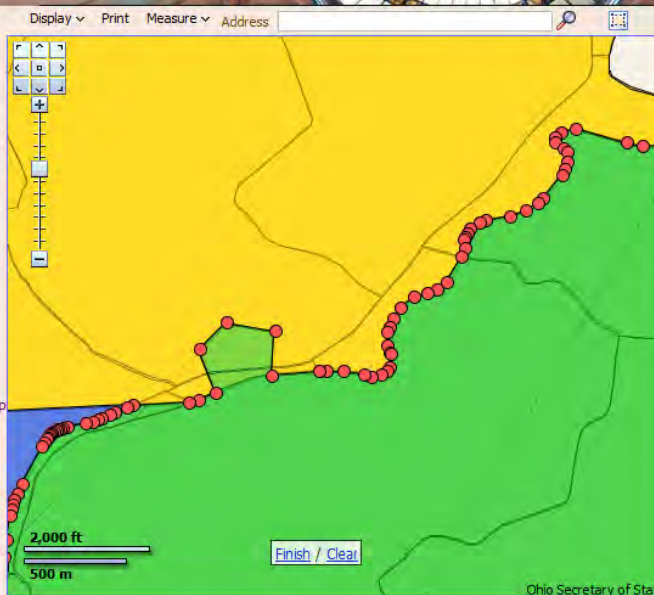 Display Print Measure Address
p
2,000 ft
500 m
Finish / Clear
Ohio Secretary of Sta